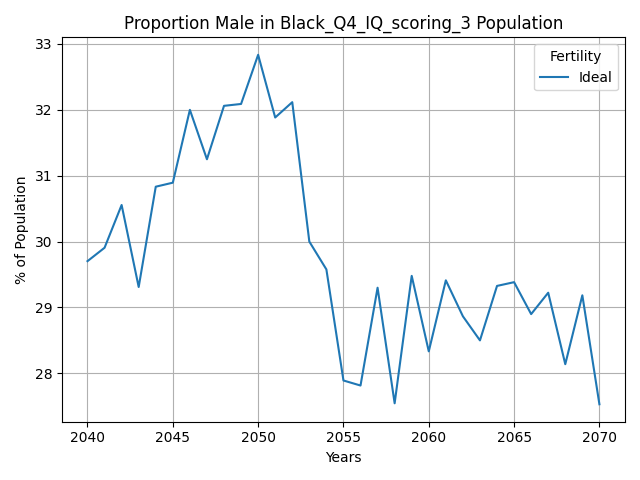 Proportion Male in Black_Q4_IQ_scoring_3 Population
33
Fertility
Ideal
32
31
30
29
28
% of Population
2040 2045 2050 2055 2060 2065 2070
Years